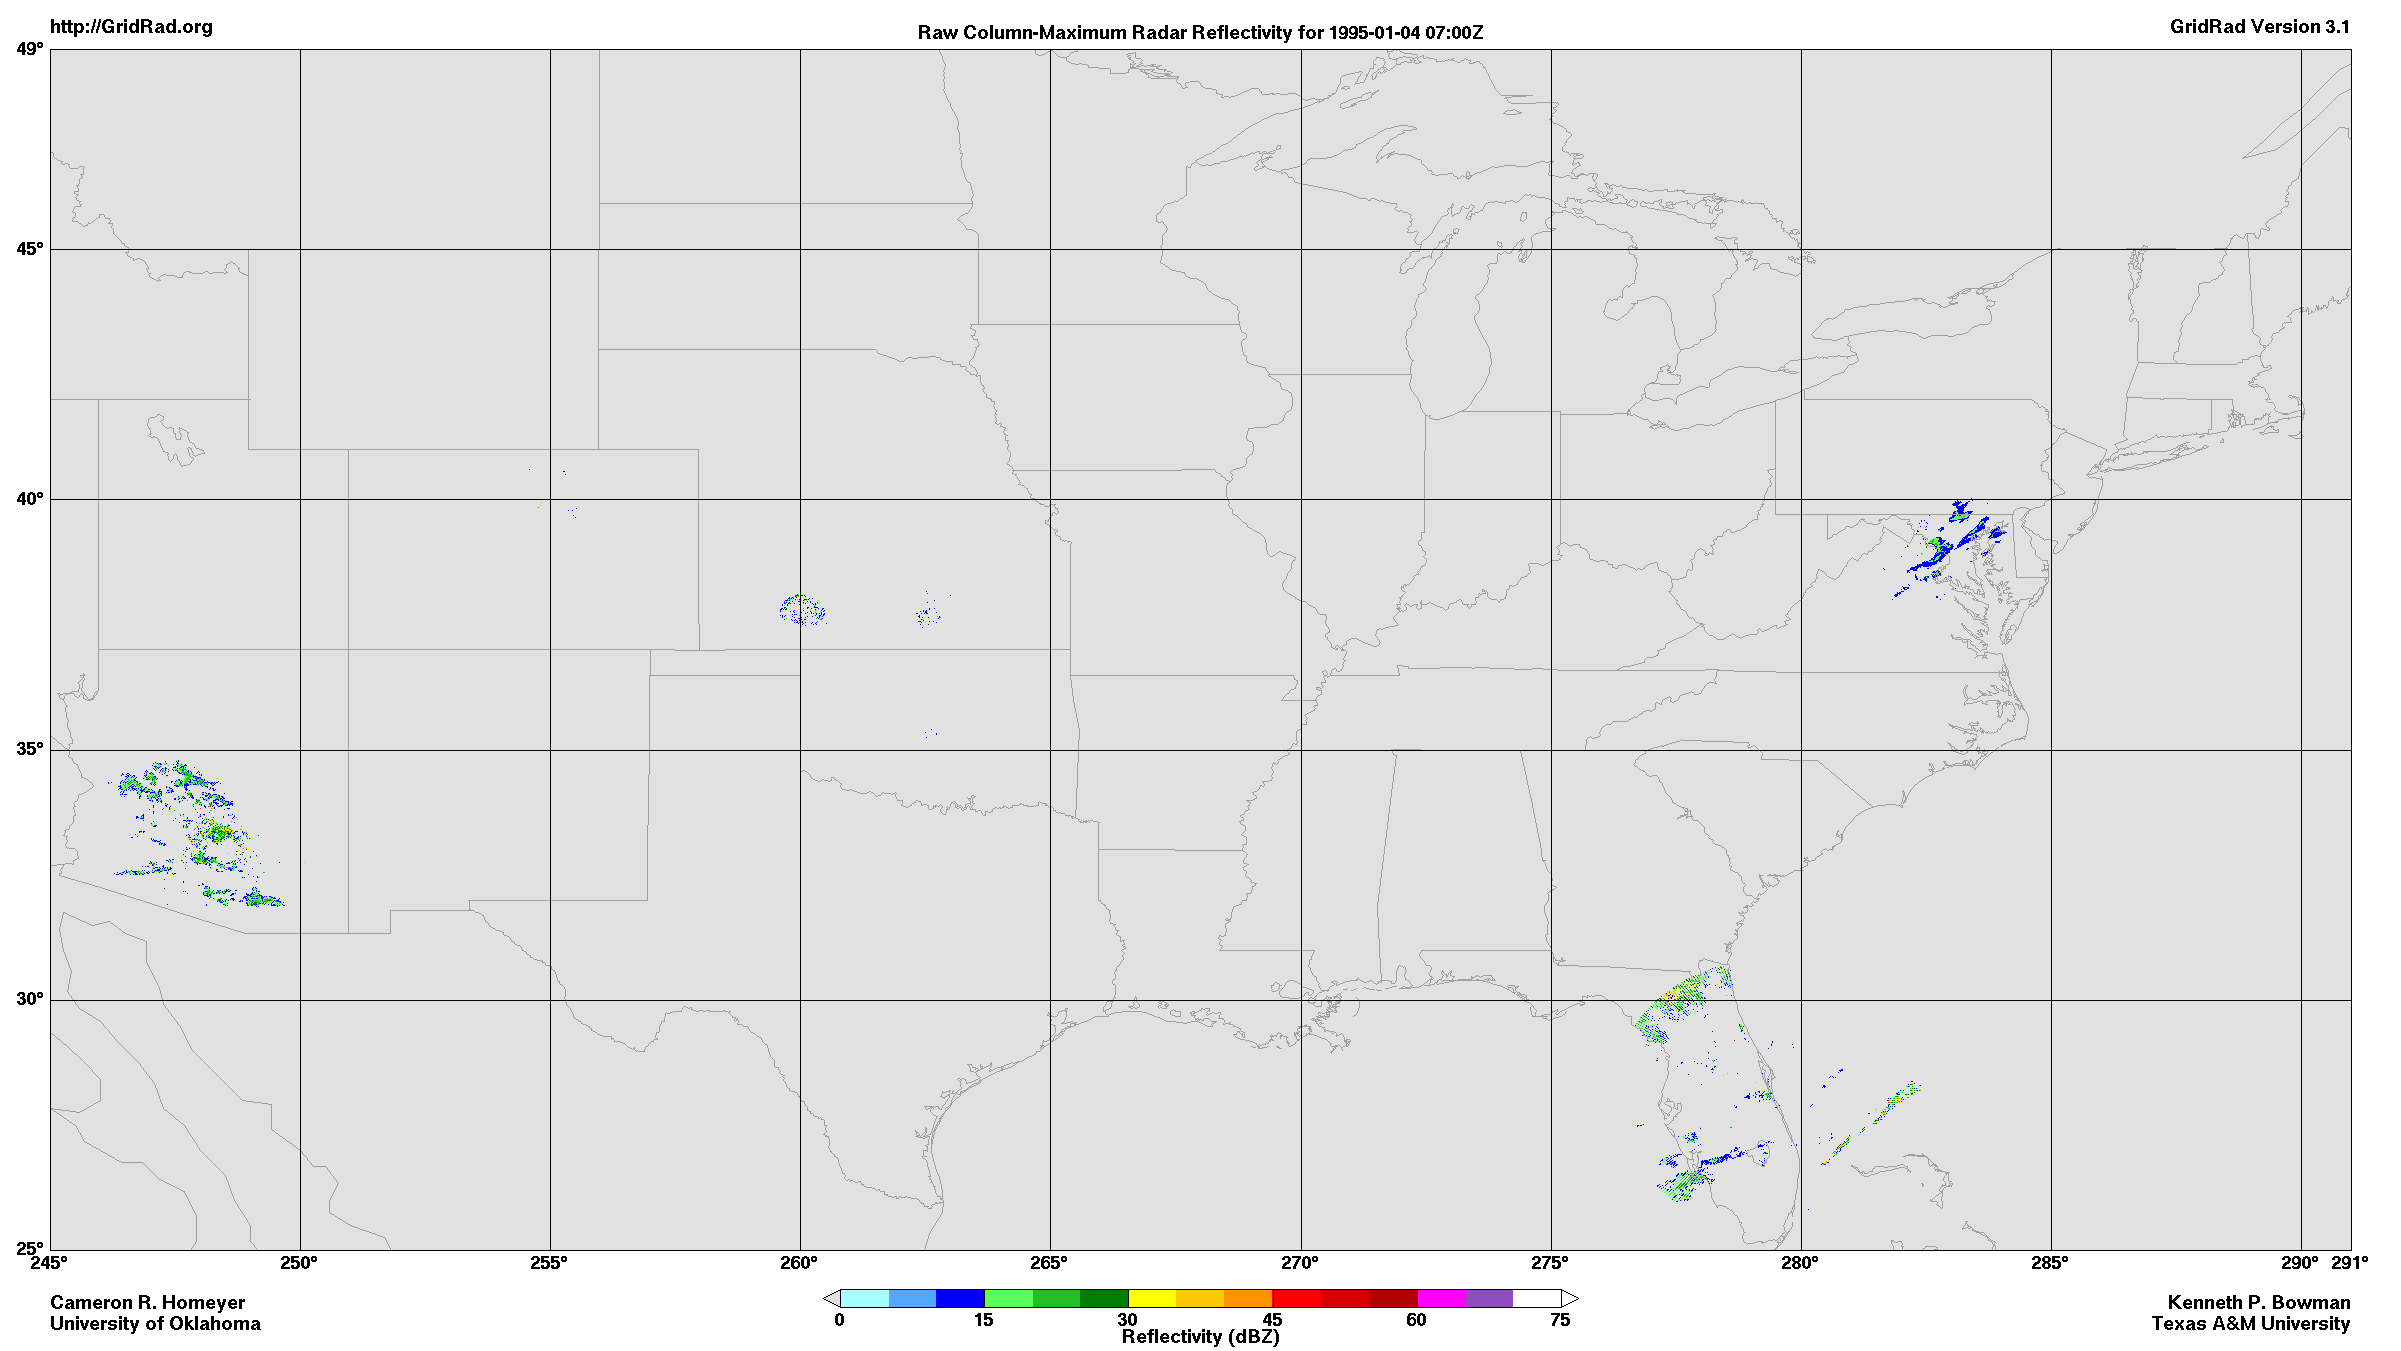 http://GridRad.org
Raw Column-Maximum Radar Reflectivity for 1995-01-04 07:00Z
GridRad Version 3.1
49°
45°
40°
35°
30°
25°
245° 250° 255° 260° 265° 270° 275° 280° 285° 290° 291°
0 15 30 45 60 75
Reflectivity (dBZ)
Cameron R. Homeyer
University of Oklahoma
Kenneth P. Bowman
Texas A&M University